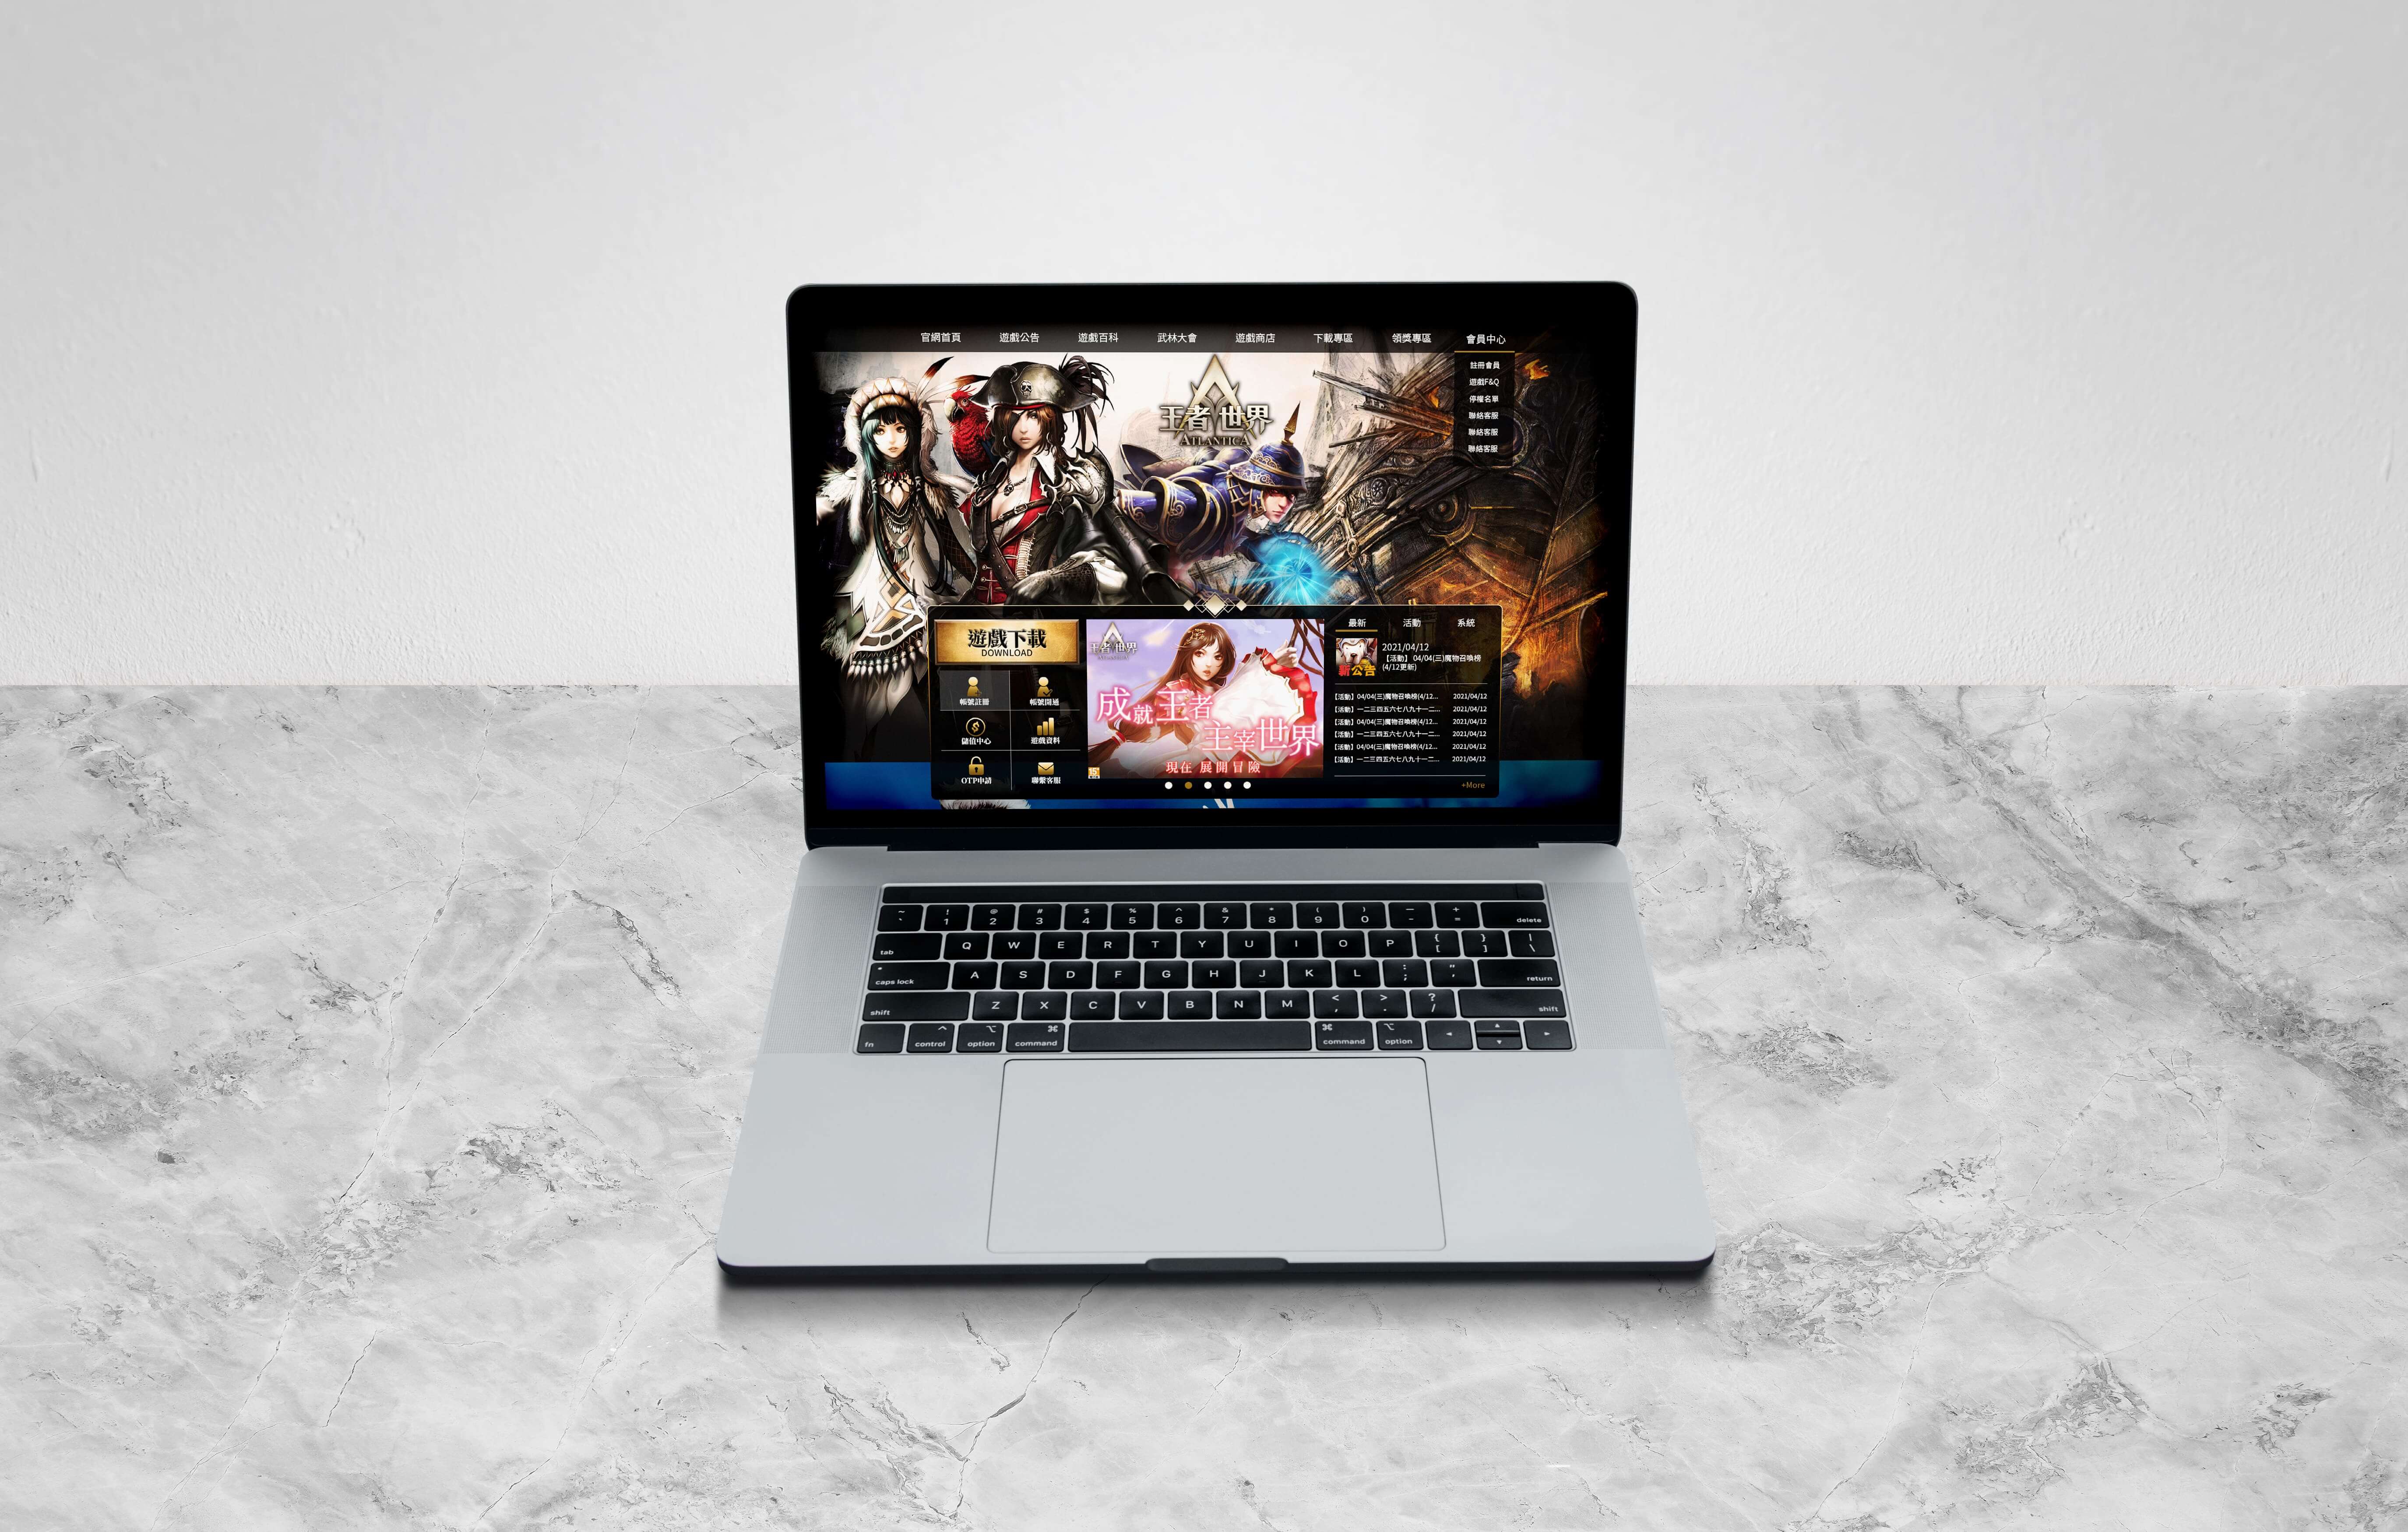 官網首頁 遊戲公告 遊戲百科 武林大會 遊戲商店 下載專區 領獎專區 會員中心
註冊會員
遊戲F&Q
停權名單
聯絡客服
聯絡客服
聯絡客服
王者世界
ATLANTICA
遊戲下載
DOWNLOAD
帳號註冊 帳號開通
儲值中心 遊戲資料
OTP申請 聯繫客服
王者世界
成就王者
主宰世界
現在 展開冒險
最新 活動 系統
新公告
2021/04/12
【活動】 04/04(三)魔物召喚榜
(4/12更新)
【活動】04/04(三)魔物召喚榜(4/12... 2021/04/12
【活動】一二三四五六七八九十一二... 2021/04/12
【活動】04/04(三)魔物召喚榜(4/12... 2021/04/12
【活動】一二三四五六七八九十一二... 2021/04/12
【活動】04/04(三)魔物召喚榜(4/12... 2021/04/12
【活動】一二三四五六七八九十一二... 2021/04/12
+More
~ ! @ # $ % ^ & * ( ) — +
` 1 2 3 4 5 6 7 8 9 0 - = delete
tab Q W E R T Y U I O P { [ } ] | \
caps lock A S D F G H J K L : ; " ' return
shift Z X C V B N M < , > . ? / shift
fn control option command command option